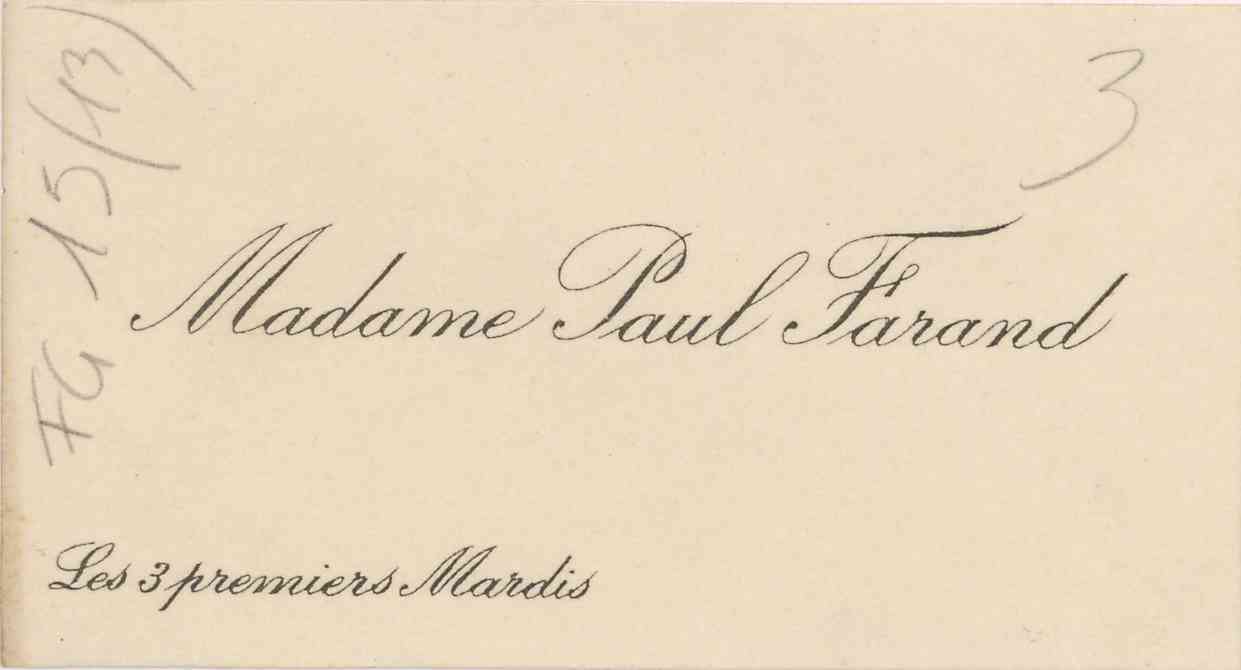 3
FG 15/13)
Madame Paul Farand
Les 3 premiers Mardis